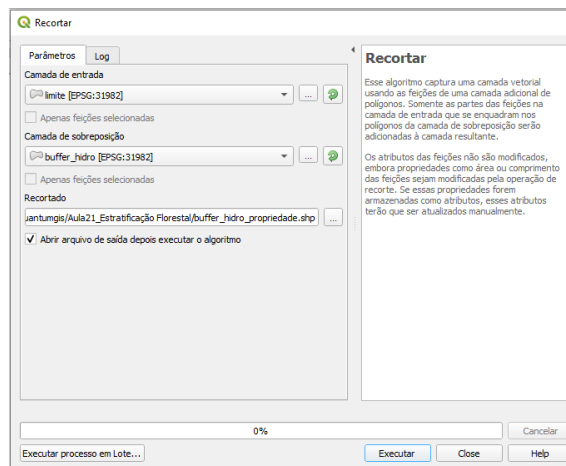 Recortar
Parâmetros Log
Camada de entrada
limite [EPSG:31982]
...
Apenas feições selecionadas
Camada de sobreposição
buffer_hidro [EPSG:31982]
...
Apenas feições selecionadas
Recortado
uantumgis/Aula21_Estratificação Florestal/buffer_hidro_propriedade.shp
...
Abrir arquivo de saída depois executar o algoritmo
Recortar
Esse algoritmo captura uma camada vetorial
usando as feições de uma camada adicional de
polígonos. Somente as partes das feições na
camada de entrada que se enquadram nos
polígonos da camada de sobreposição serão
adicionadas à camada resultante.
Os atributos das feições não são modificados,
embora propriedades como área ou comprimento
das feições sejam modificadas pela operação de
recorte. Se essas propriedades forem
armazenadas como atributos, esses atributos
terão que ser atualizados manualmente.
0%
Cancelar
Executar processo em Lote...
Executar
Close
Help